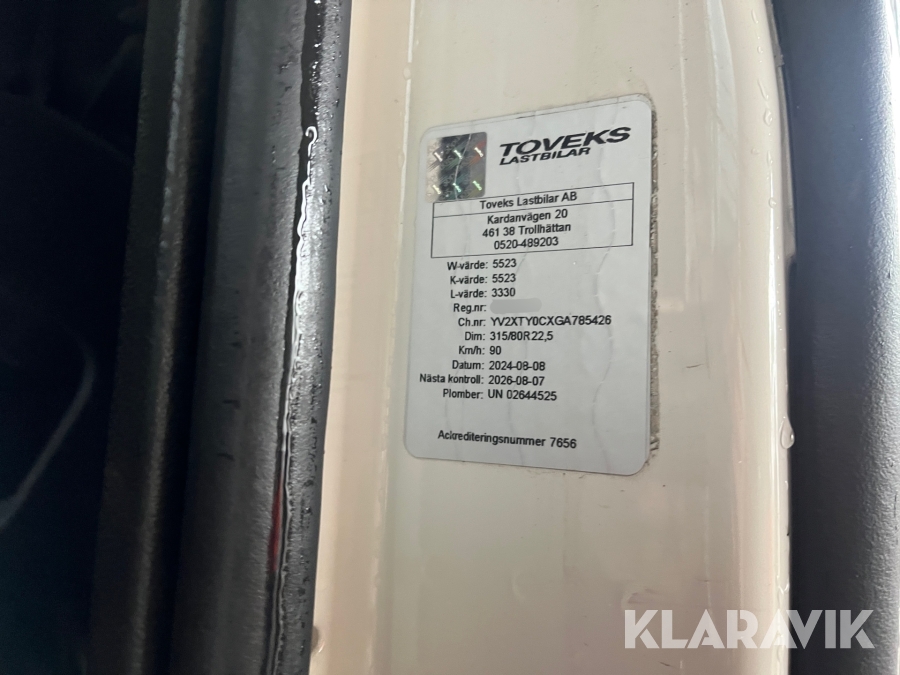 TOVEKS
LASTBILAR
Toveks Lastbilar AB
Kardanvägen 20
461 38 Trollhättan
0520-489203
W-värde: 5523
K-värde: 5523
L-värde: 3330
Reg.nr:
Ch.nr: YV2XTY0CXGA785426
Dim: 315/80R22,5
Km/h: 90
Datum: 2024-08-08
Nästa kontroll: 2026-08-07
Plomber: UN 02644525
Ackrediteringsnummer 7656
KLARAVIK